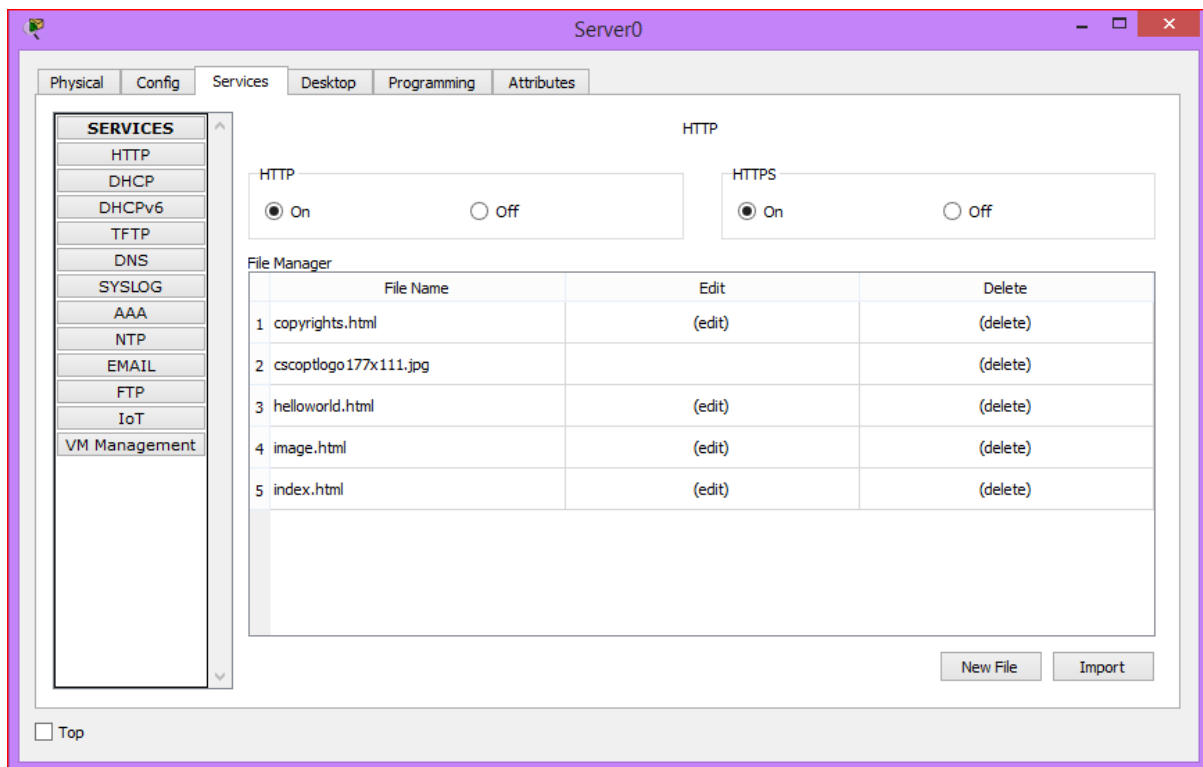 Server0
Physical Config Services Desktop Programming Attributes
SERVICES
HTTP
DHCP
DHCPv6
TFTP
DNS
SYSLOG
AAA
NTP
EMAIL
FTP
IoT
VM Management
HTTP
HTTP HTTPS
On Off On Off
File Manager
File Name Edit Delete
1 copyrights.html (edit) (delete)
2 cscoptlogo177x111.jpg (delete)
3 helloworld.html (edit) (delete)
4 image.html (edit) (delete)
5 index.html (edit) (delete)
New File Import
Top